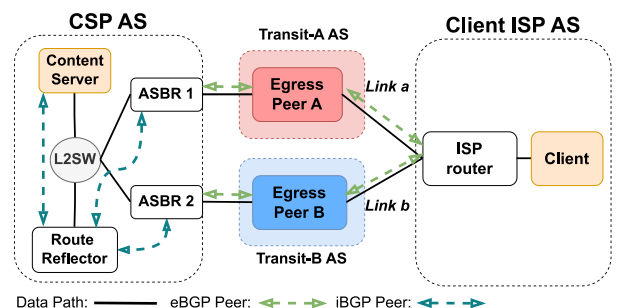 CSP AS
Client ISP AS
Transit-A AS
Content
Server
ASBR 1
Egress
Peer A
Link a
L2SW
ISP
router
Client
ASBR 2
Egress
Peer B
Link b
Route
Reflector
Transit-B AS
Data Path: eBGP Peer: iBGP Peer: